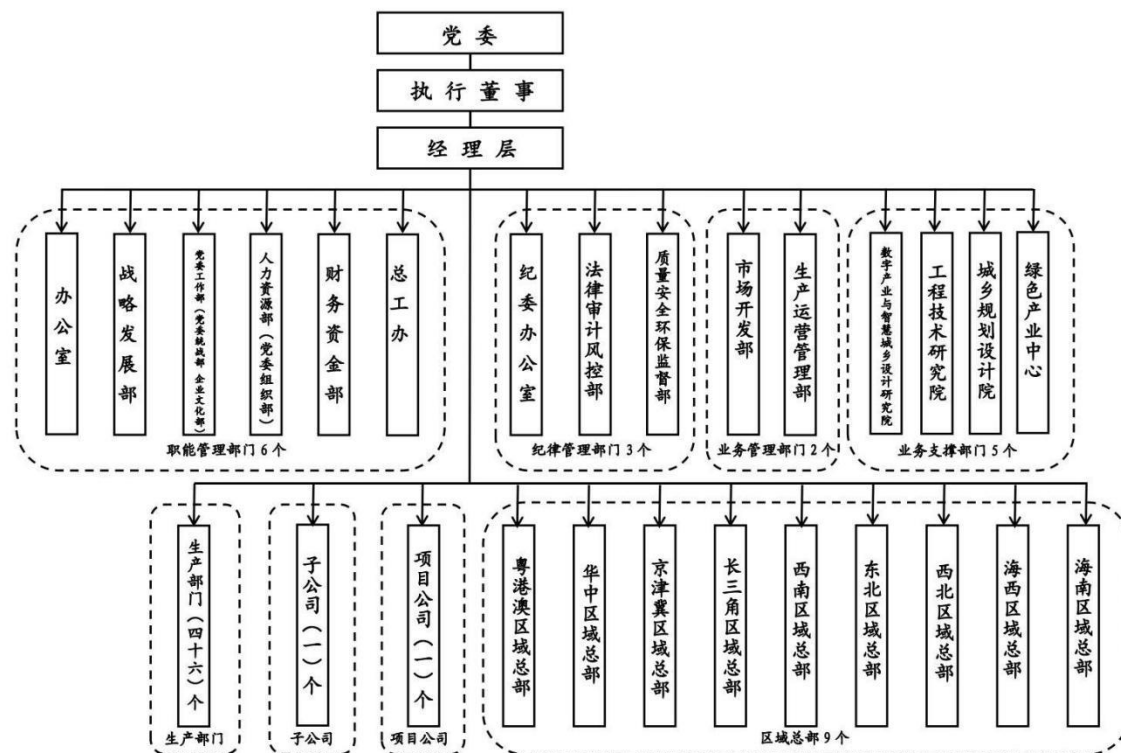 党委
执行董事
经理层
办公室
战略发展部
党委工作部（党委统战部 企业文化部）
人力资源部（党委组织部）
财务资金部
总工办
职能管理部门6个
纪委办公室
法律审计风控部
质量安全环保监督部
纪律管理部门3个
市场开发部
生产运营管理部
业务管理部门2个
数字产业与智慧城乡设计研究院
工程技术研究院
城乡规划设计院
绿色产业中心
业务支撑部门5个
生产部门（四十六）个
生产部门
子公司（一）个
子公司
项目公司（一）个
项目公司
粤港澳区域总部
华中区域总部
京津冀区域总部
长三角区域总部
西南区域总部
东北区域总部
西北区域总部
海西区域总部
海南区域总部
区域总部9个